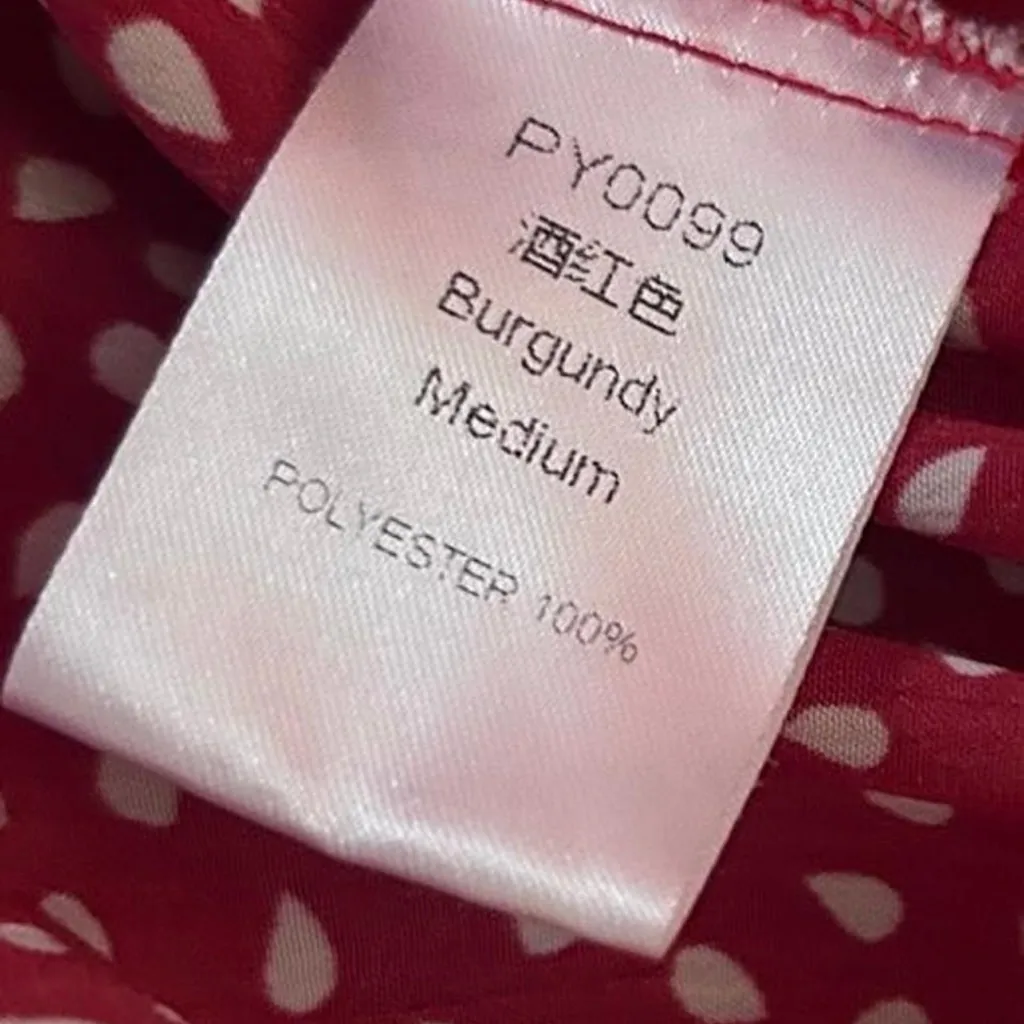 PY0099
酒红色
Burgundy
Medium
POLYESTER 100%